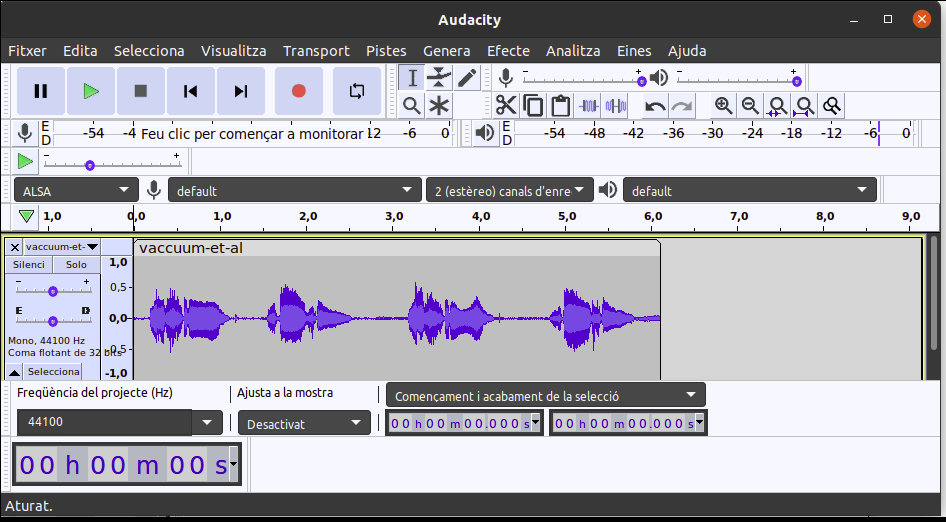 Audacity
Fitxer Edita Selecciona Visualitza Transport Pistes Genera Efecte Analitza Eines Ajuda
- + - +
E D -54 -4 Feu clic per començar a monitorar 12 -6 0 E D -54 -48 -42 -36 -30 -24 -18 -12 -6 0
- +
ALSA default 2 (estèreo) canals d'enre default
1,0 0,0 1,0 2,0 3,0 4,0 5,0 6,0 7,0 8,0 9,0
vaccuum-et- vaccuum-et-al
Silenci Solo 1,0
- + 0,5
E D 0,0
Mono, 44100 Hz
Coma flotant de 32 bits -0,5
Selecciona -1,0
Freqüència del projecte (Hz) Ajusta a la mostra Començament i acabament de la selecció
44100 Desactivat 00 h 00 m 00.000 s 00 h 00 m 00.000 s
00 h 00 m 00 s
Aturat.